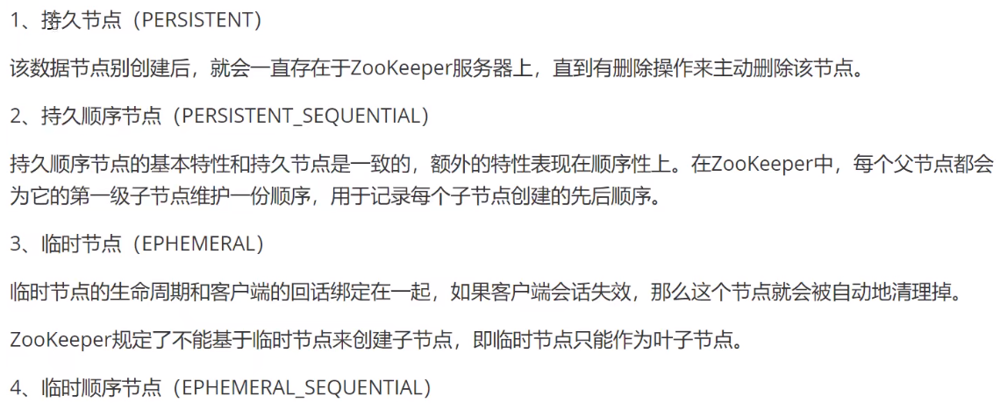 1、持久节点（PERSISTENT）
该数据节点别创建后，就会一直存在于ZooKeeper服务器上，直到有删除操作来主动删除该节点。
2、持久顺序节点（PERSISTENT_SEQUENTIAL）
持久顺序节点的基本特性和持久节点是一致的，额外的特性表现在顺序性上。在ZooKeeper中，每个父节点都会
为它的第一级子节点维护一份顺序，用于记录每个子节点创建的先后顺序。
3、临时节点（EPHEMERAL）
临时节点的生命周期和客户端的回话绑定在一起，如果客户端会话失效，那么这个节点就会被自动地清理掉。
ZooKeeper规定了不能基于临时节点来创建子节点，即临时节点只能作为叶子节点。
4、临时顺序节点（EPHEMERAL_SEQUENTIAL）